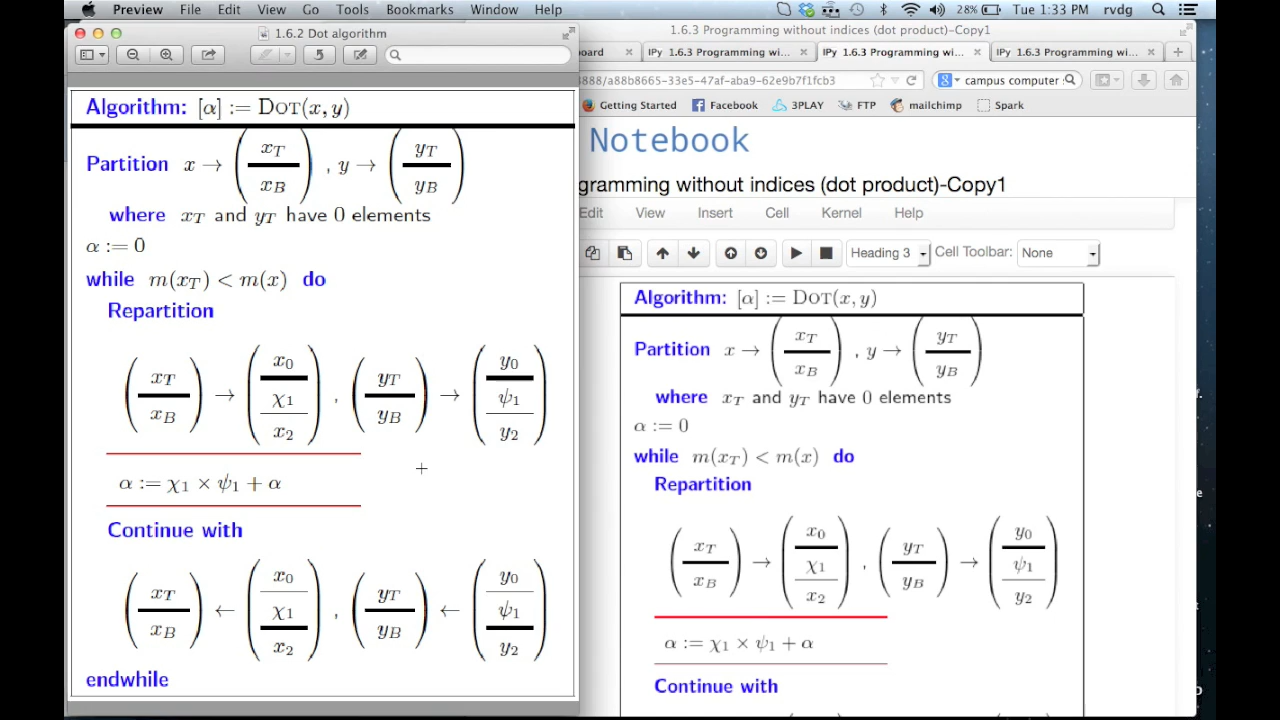 Preview File Edit View Go Tools Bookmarks Window Help 28% Tue 1:33 PM rvdg
1.6.2 Dot algorithm
Algorithm: [α] := DOT(x, y)
Partition x → (x_T / x_B) , y → (y_T / y_B)
where x_T and y_T have 0 elements
α := 0
while m(x_T) < m(x) do
Repartition
(x_T / x_B) → (x_0 / χ_1 / x_2) , (y_T / y_B) → (y_0 / ψ_1 / y_2)
α := χ_1 × ψ_1 + α
Continue with
(x_T / x_B) ← (x_0 / χ_1 / x_2) , (y_T / y_B) ← (y_0 / ψ_1 / y_2)
endwhile
1.6.3 Programming without indices (dot product)-Copy1
board IPy 1.6.3 Programming wi... IPy 1.6.3 Programming wi... IPy 1.6.3 Programming wi...
8888/a88b8665-33e5-47af-aba9-62e9b7f1fcb3 campus computer s
Getting Started Facebook 3PLAY FTP mailchimp Spark
Notebook
gramming without indices (dot product)-Copy1
Edit View Insert Cell Kernel Help
Heading 3 Cell Toolbar: None
Algorithm: [α] := DOT(x, y)
Partition x → (x_T / x_B) , y → (y_T / y_B)
where x_T and y_T have 0 elements
α := 0
while m(x_T) < m(x) do
Repartition
(x_T / x_B) → (x_0 / χ_1 / x_2) , (y_T / y_B) → (y_0 / ψ_1 / y_2)
α := χ_1 × ψ_1 + α
Continue with